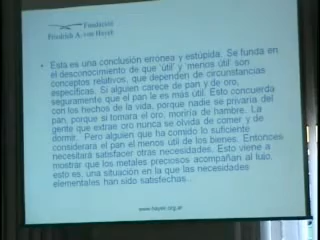 Fundación
Friedrich A. von Hayek
• Esta es una conclusión errónea y estúpida. Se funda en
el desconocimiento de que 'útil' y 'menos útil' son
conceptos relativos, que dependen de circunstancias
específicas. Si alguien carece de pan y de oro,
seguramente que el pan le es más útil. Esto concuerda
con los hechos de la vida, porque nadie se privaría del
pan, porque si tomara el oro, moriría de hambre. La
gente que extrae oro nunca se olvida de comer y de
dormir. Pero alguien que ha comido lo suficiente
considerará el pan el menos útil de los bienes. Entonces
necesitará satisfacer otras necesidades. Esto viene a
mostrar que los metales preciosos acompañan al lujo,
esto es, una situación en la que las necesidades
elementales han sido satisfechas..
www.hayek.org.ar